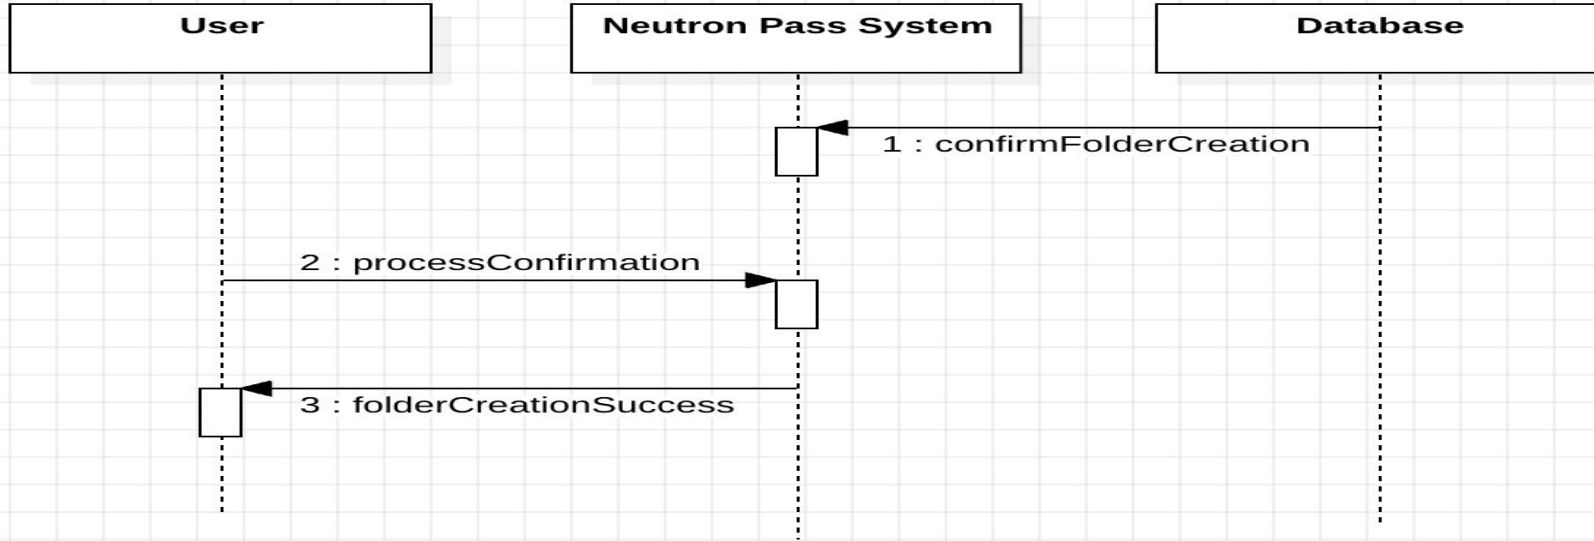 User
Neutron Pass System
Database
1 : confirmFolderCreation
2 : processConfirmation
3 : folderCreationSuccess